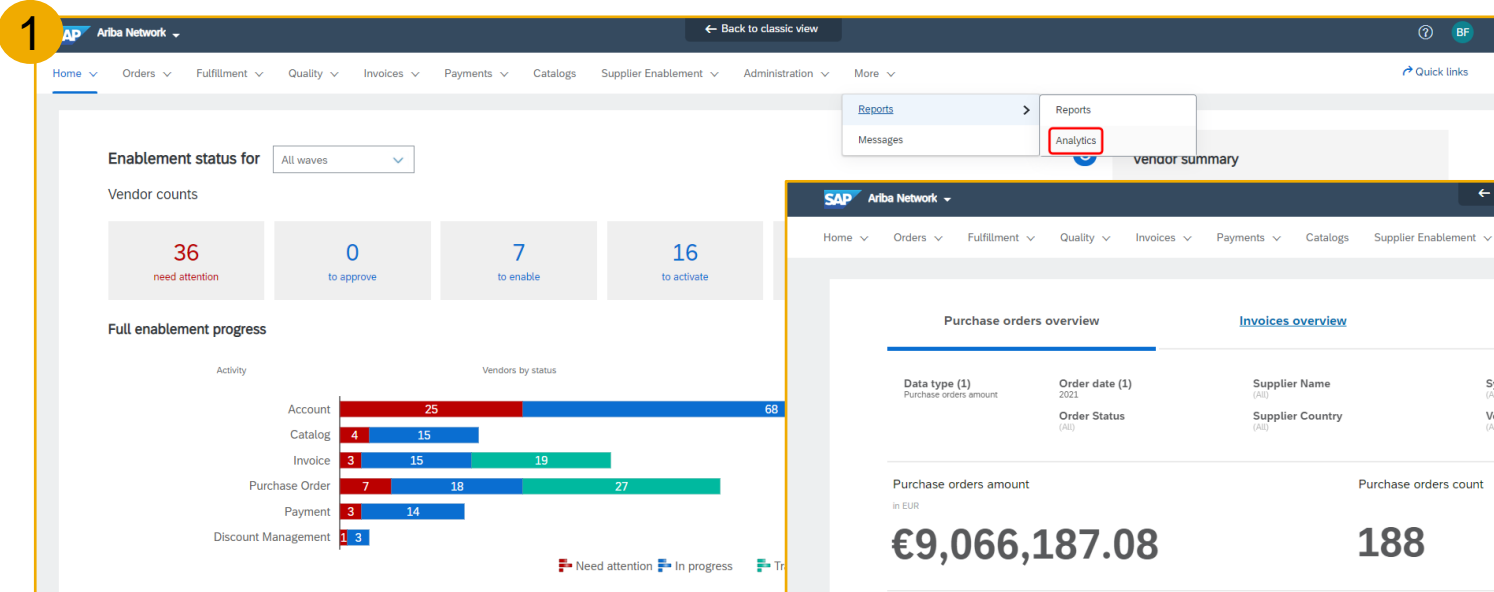 1
SAP Ariba Network
← Back to classic view
BF
Home Orders Fulfillment Quality Invoices Payments Catalogs Supplier Enablement Administration More
Quick links
Reports
Messages
Reports
Analytics
Enablement status for All waves
Vendor summary
Vendor counts
36
need attention
0
to approve
7
to enable
16
to activate
Full enablement progress
Activity
Vendors by status
Account 25 68
Catalog 4 15
Invoice 3 15 19
Purchase Order 7 18 27
Payment 3 14
Discount Management 1 3
Need attention In progress
SAP Ariba Network
Home Orders Fulfillment Quality Invoices Payments Catalogs Supplier Enablement
Purchase orders overview
Invoices overview
Data type (1)
Purchase orders amount
Order date (1)
2021
Order Status
(All)
Supplier Name
(All)
Supplier Country
(All)
Purchase orders amount
in EUR
€9,066,187.08
Purchase orders count
188